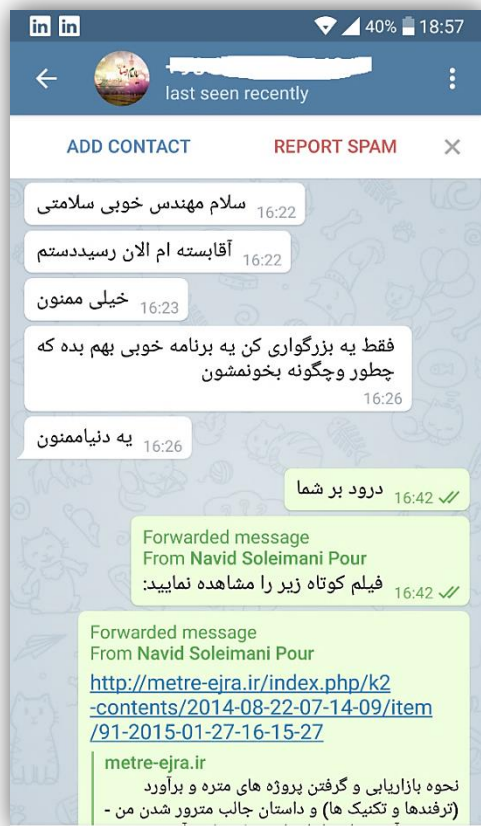 in in 40% 18:57
last seen recently
ADD CONTACT REPORT SPAM
سلام مهندس خوبی سلامتی 16:22
آقابسته ام الان رسیددستم 16:22
خیلی ممنون 16:23
فقط یه بزرگواری کن یه برنامه خوبی بهم بده که
چطور وچگونه بخونمشون
16:26
یه دنیاممنون 16:26
درود بر شما 16:42
Forwarded message
From Navid Soleimani Pour
فیلم کوتاه زیر را مشاهده نمایید: 16:42
Forwarded message
From Navid Soleimani Pour
http://metre-ejra.ir/index.php/k2
-contents/2014-08-22-07-14-09/item
/91-2015-01-27-16-15-27
metre-ejra.ir
نحوه بازاریابی و گرفتن پروژه های متره و برآورد
(ترفندها و تکنیک ها) و داستان جالب مترور شدن من -